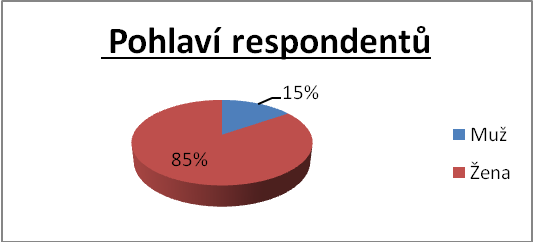 Pohlaví respondentů
15%
85%
Muž
Žena